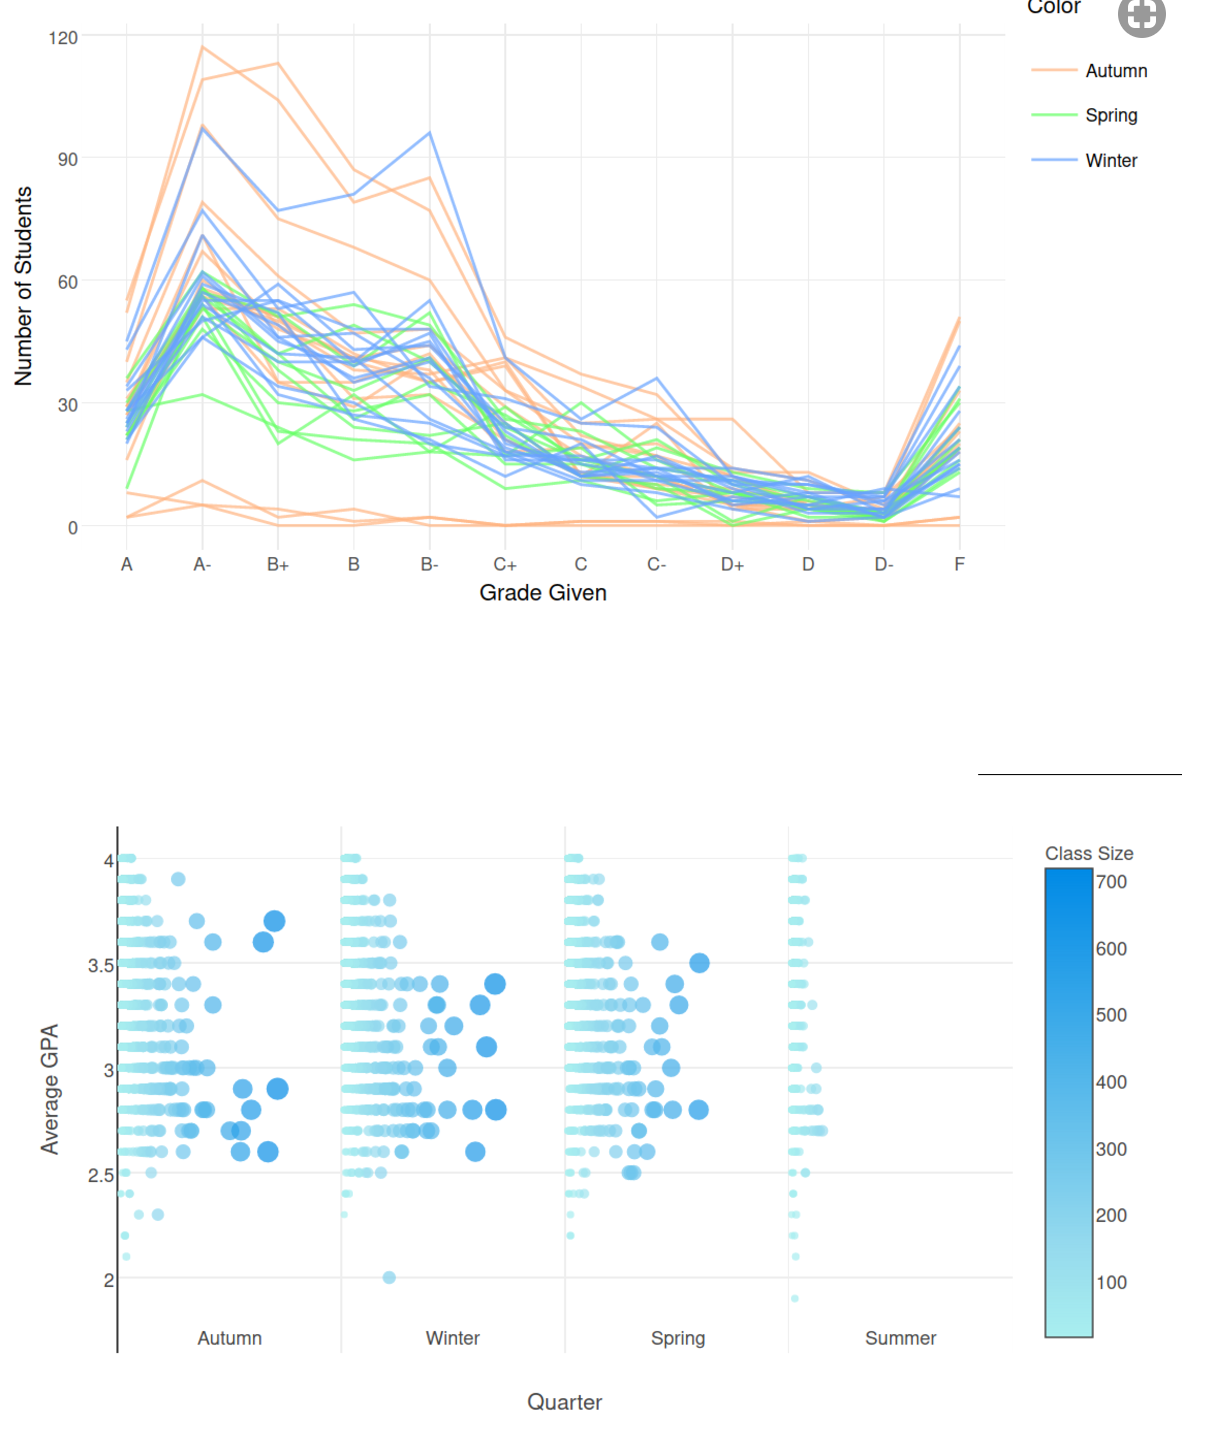 Color
120
90
60
30
0
Number of Students
Autumn
Spring
Winter
A A- B+ B B- C+ C C- D+ D D- F
Grade Given
Class Size
700
600
500
400
300
200
100
4
3.5
3
2.5
2
Average GPA
Autumn Winter Spring Summer
Quarter